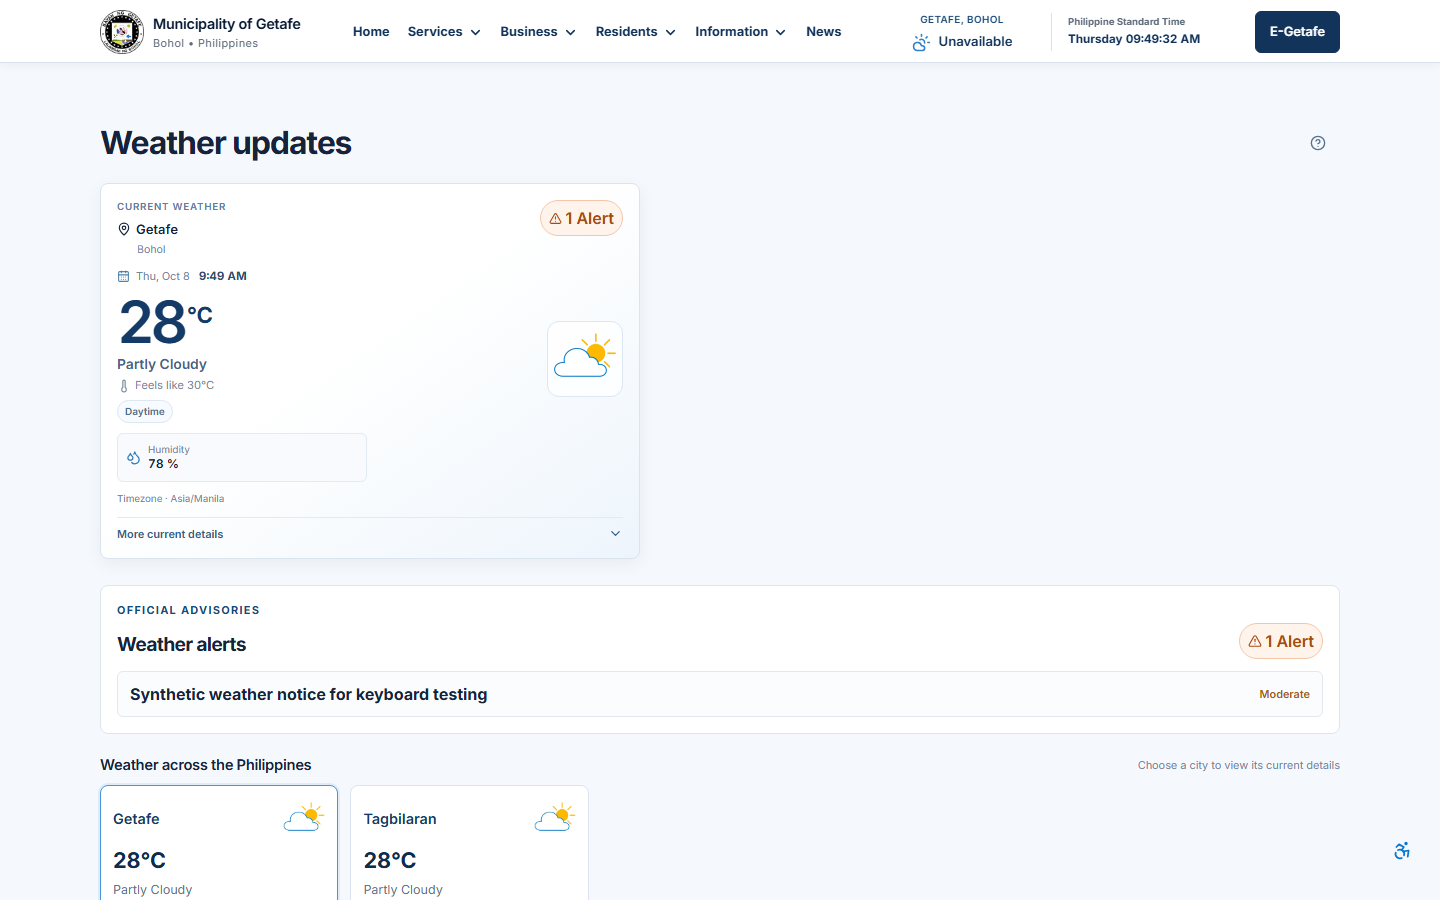 Municipality of Getafe
Bohol • Philippines
Home
Services
Business
Residents
Information
News
GETAFE, BOHOL
Unavailable
Philippine Standard Time
Thursday 09:49:32 AM
E-Getafe
Weather updates
CURRENT WEATHER
1 Alert
Getafe
Bohol
Thu, Oct 8 9:49 AM
28°C
Partly Cloudy
Feels like 30°C
Daytime
Humidity
78 %
Timezone · Asia/Manila
More current details
OFFICIAL ADVISORIES
Weather alerts
1 Alert
Synthetic weather notice for keyboard testing
Moderate
Weather across the Philippines
Choose a city to view its current details
Getafe
28°C
Partly Cloudy
Tagbilaran
28°C
Partly Cloudy